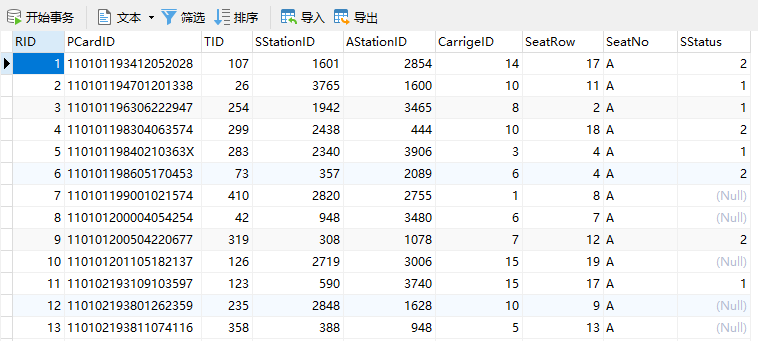 开始事务 文本 筛选 排序 导入 导出
RID PCardID TID SStationID AStationID CarrigeID SeatRow SeatNo SStatus
1 110101193412052028 107 1601 2854 14 17 A 2
2 110101194701201338 26 3765 1600 10 11 A 1
3 110101196306222947 254 1942 3465 8 2 A 1
4 110101198304063574 299 2438 444 10 18 A 2
5 11010119840210363X 283 2340 3906 3 4 A 1
6 110101198605170453 73 357 2089 6 4 A 2
7 110101199001021574 410 2820 2755 1 8 A (Null)
8 110101200004054254 42 948 3480 6 7 A (Null)
9 110101200504220677 319 308 1078 7 12 A 2
10 110101201105182137 126 2719 3006 15 19 A (Null)
11 110102193109103597 123 590 3740 15 17 A 1
12 110102193801262359 235 2848 1628 10 9 A (Null)
13 110102193811074116 358 388 948 5 13 A (Null)